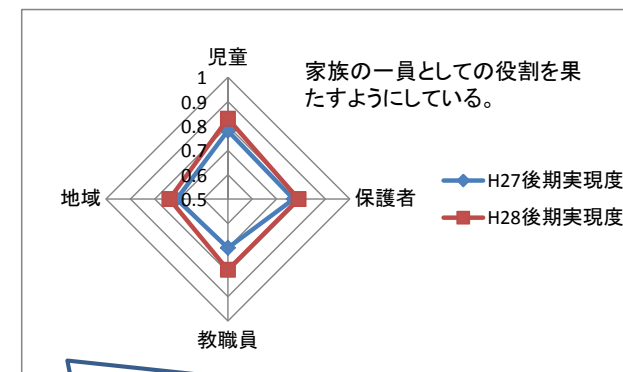 児童
家族の一員としての役割を果
たすようにしている。
1
0.9
0.8
0.7
0.6
0.5
地域
保護者
教職員
H27後期実現度
H28後期実現度